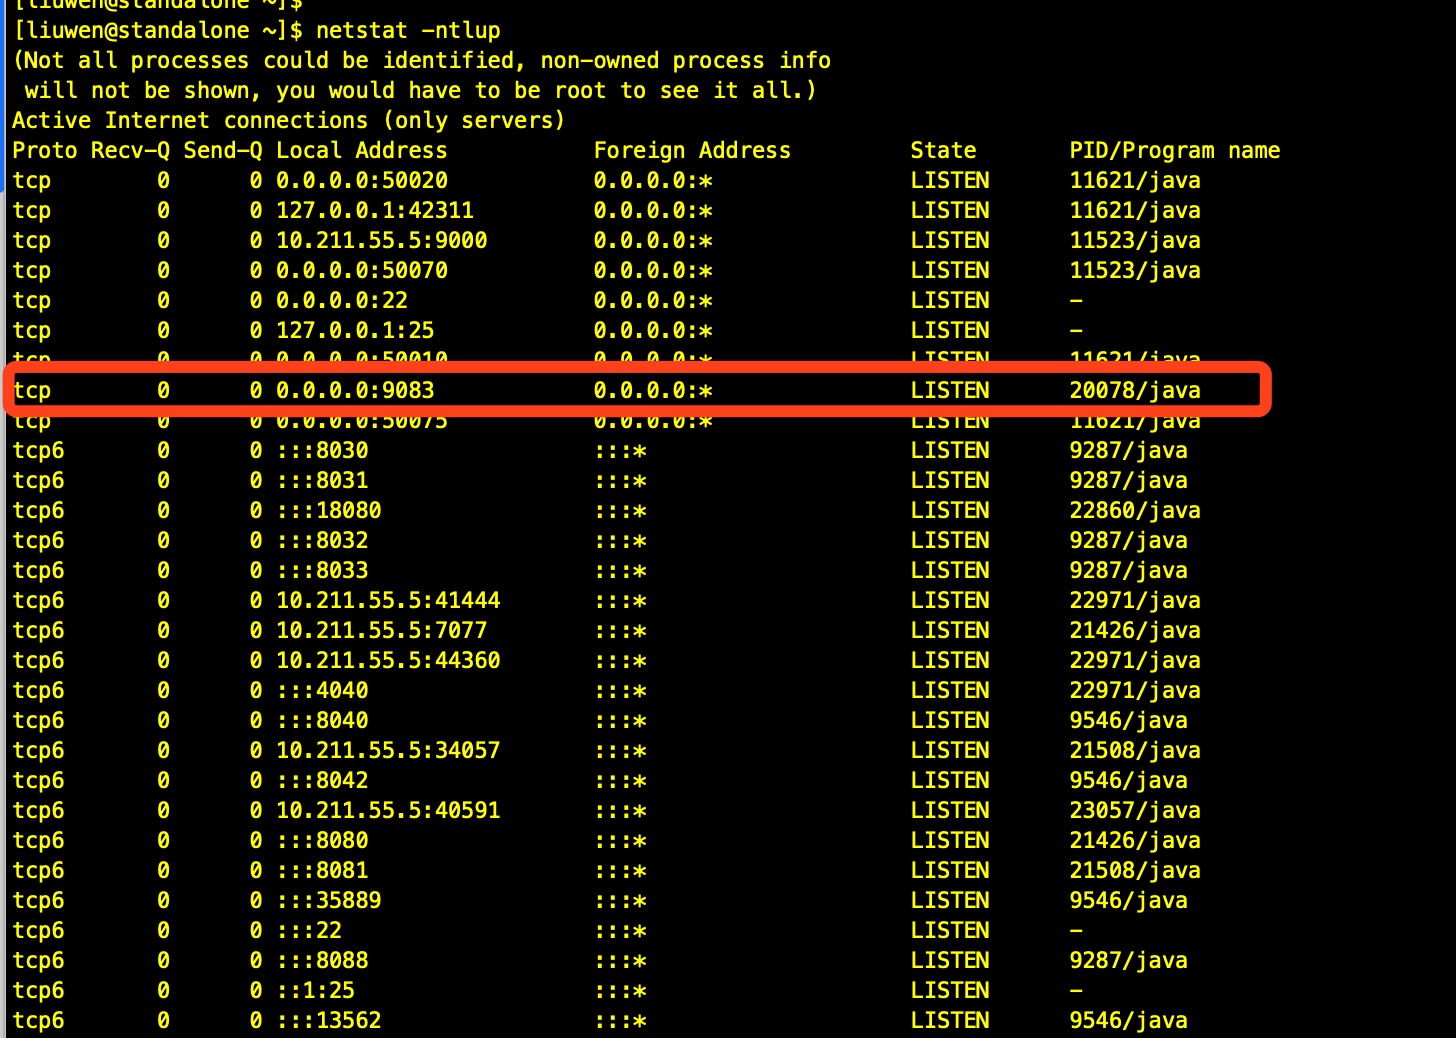 [liuwen@standalone ~]$
[liuwen@standalone ~]$ netstat -ntlup
(Not all processes could be identified, non-owned process info
 will not be shown, you would have to be root to see it all.)
Active Internet connections (only servers)
Proto Recv-Q Send-Q Local Address           Foreign Address         State       PID/Program name
tcp        0      0 0.0.0.0:50020           0.0.0.0:*               LISTEN      11621/java
tcp        0      0 127.0.0.1:42311         0.0.0.0:*               LISTEN      11621/java
tcp        0      0 10.211.55.5:9000        0.0.0.0:*               LISTEN      11523/java
tcp        0      0 0.0.0.0:50070           0.0.0.0:*               LISTEN      11523/java
tcp        0      0 0.0.0.0:22              0.0.0.0:*               LISTEN      -
tcp        0      0 127.0.0.1:25            0.0.0.0:*               LISTEN      -
tcp        0      0 0.0.0.0:50010           0.0.0.0:*               LISTEN      11621/java
tcp        0      0 0.0.0.0:9083            0.0.0.0:*               LISTEN      20078/java
tcp        0      0 0.0.0.0:50075           0.0.0.0:*               LISTEN      11621/java
tcp6       0      0 :::8030                 :::*                    LISTEN      9287/java
tcp6       0      0 :::8031                 :::*                    LISTEN      9287/java
tcp6       0      0 :::18080                :::*                    LISTEN      22860/java
tcp6       0      0 :::8032                 :::*                    LISTEN      9287/java
tcp6       0      0 :::8033                 :::*                    LISTEN      9287/java
tcp6       0      0 10.211.55.5:41444       :::*                    LISTEN      22971/java
tcp6       0      0 10.211.55.5:7077        :::*                    LISTEN      21426/java
tcp6       0      0 10.211.55.5:44360       :::*                    LISTEN      22971/java
tcp6       0      0 :::4040                 :::*                    LISTEN      22971/java
tcp6       0      0 :::8040                 :::*                    LISTEN      9546/java
tcp6       0      0 10.211.55.5:34057       :::*                    LISTEN      21508/java
tcp6       0      0 :::8042                 :::*                    LISTEN      9546/java
tcp6       0      0 10.211.55.5:40591       :::*                    LISTEN      23057/java
tcp6       0      0 :::8080                 :::*                    LISTEN      21426/java
tcp6       0      0 :::8081                 :::*                    LISTEN      21508/java
tcp6       0      0 :::35889                :::*                    LISTEN      9546/java
tcp6       0      0 :::22                   :::*                    LISTEN      -
tcp6       0      0 :::8088                 :::*                    LISTEN      9287/java
tcp6       0      0 ::1:25                  :::*                    LISTEN      -
tcp6       0      0 :::13562                :::*                    LISTEN      9546/java